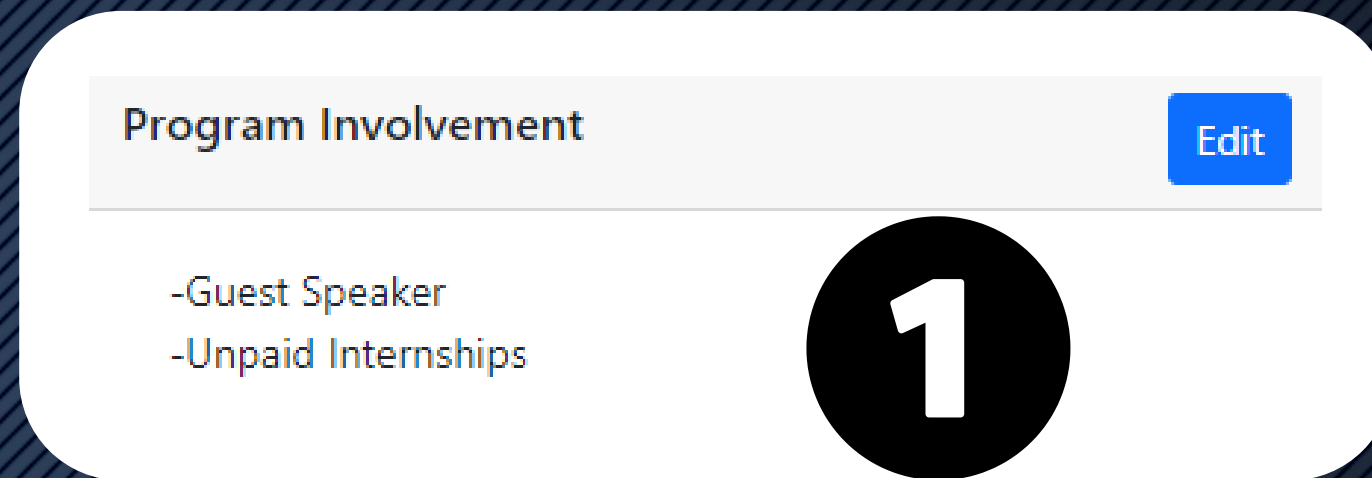 Program Involvement
Edit
-Guest Speaker
-Unpaid Internships
1